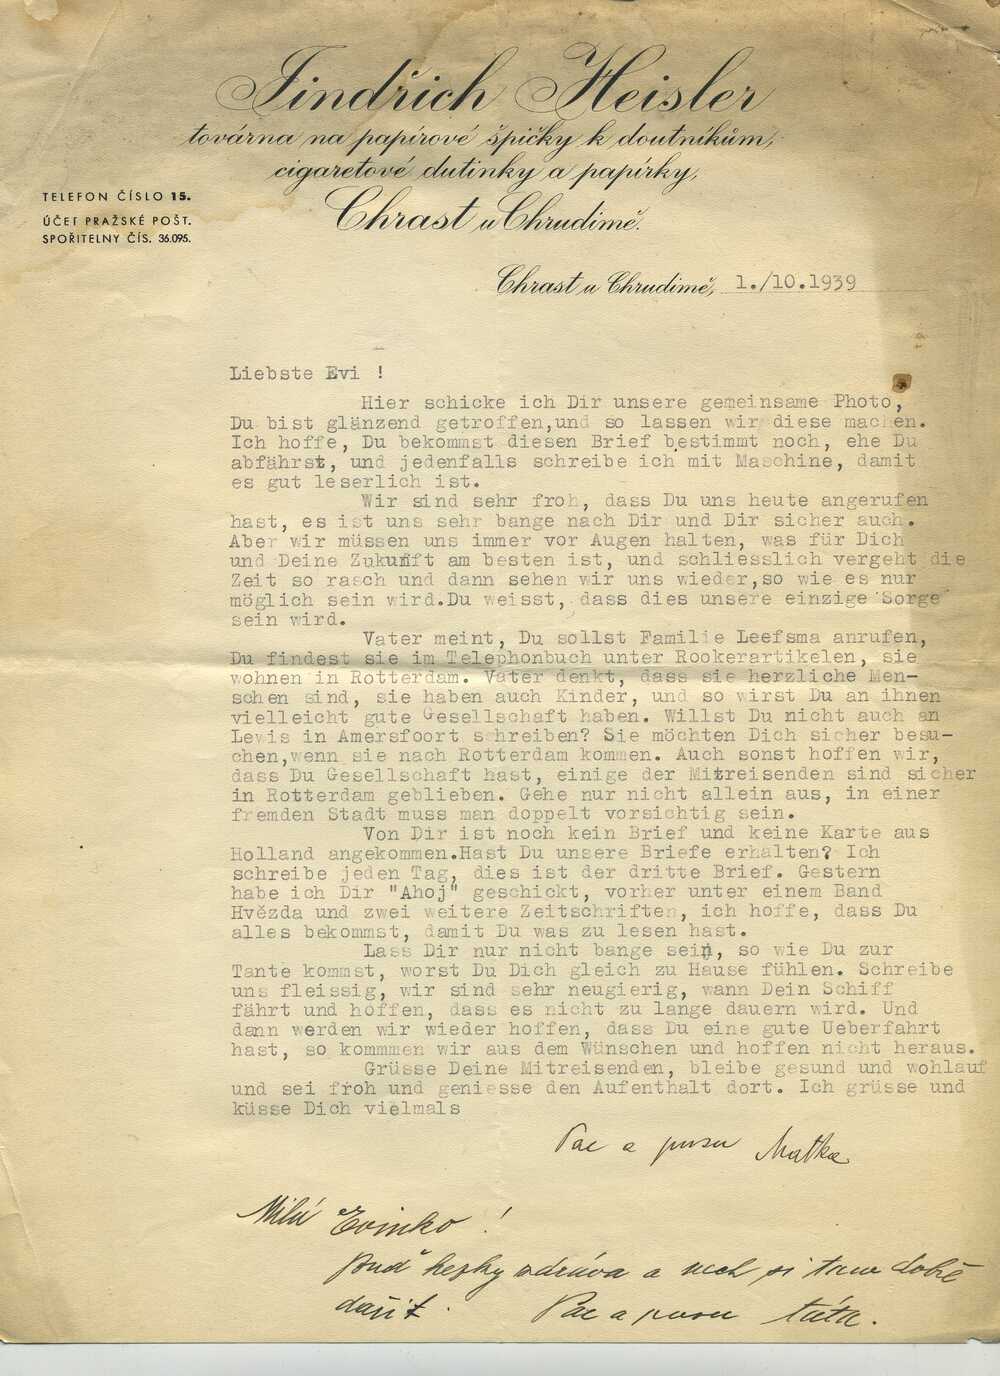 Jindřich Heisler
továrna na papírové špičky k doutníkům,
cigaretové dutinky a papírky,
Chrast u Chrudimě.
TELEFON ČÍSLO 15.
ÚČET PRAŽSKÉ POŠT.
SPOŘITELNY ČÍS. 36.095.
Chrast u Chrudimě, 1./10.1939
Liebste Evi !
Hier schicke ich Dir unsere gemeinsame Photo,
Du bist glänzend getroffen,und so lassen wir diese machen.
Ich hoffe, Du bekommst diesen Brief bestimmt noch, ehe Du
abfährst, und jedenfalls schreibe ich mit Maschine, damit
es gut leserlich ist.
Wir sind sehr froh, dass Du uns heute angerufen
hast, es ist uns sehr bange nach Dir und Dir sicher auch.
Aber wir müssen uns immer vor Augen halten, was für Dich
und Deine Zukunft am besten ist, und schliesslich vergeht die
Zeit so rasch und dann sehen wir uns wieder,so wie es nur
möglich sein wird.Du weisst, dass dies unsere einzige Sorge
sein wird.
Vater meint, Du sollst Familie Leefsma anrufen,
Du findest sie im Telephonbuch unter Rookerartikelen, sie
wohnen in Rotterdam. Vater denkt, dass sie herzliche Men-
schen sind, sie haben auch Kinder, und so wirst Du an ihnen
vielleicht gute Gesellschaft haben. Willst Du nicht auch an
Lewis in Amersfoort schreiben? Sie möchten Dich sicher besu-
chen,wenn sie nach Rotterdam kommen. Auch sonst hoffen wir,
dass Du Gesellschaft hast, einige der Mitreisenden sind sicher
in Rotterdam geblieben. Gehe nur nicht allein aus, in einer
fremden Stadt muss man doppelt vorsichtig sein.
Von Dir ist noch kein Brief und keine Karte aus
Holland angekommen.Hast Du unsere Briefe erhalten? Ich
schreibe jeden Tag, dies ist der dritte Brief. Gestern
habe ich Dir "Ahoj" geschickt, vorher unter einem Band
Hvězda und zwei weitere Zeitschriften, ich hoffe, dass Du
alles bekommst, damit Du was zu lesen hast.
Lass Dir nur nicht bange sein, so wie Du zur
Tante kommst, worst Du Dich gleich zu Hause fühlen. Schreibe
uns fleissig, wir sind sehr neugierig, wann Dein Schiff
fährt und hoffen, dass es nicht zu lange dauern wird. Und
dann werden wir wieder hoffen, dass Du eine gute Ueberfahrt
hast, so kommmen wir aus dem Wünschen und hoffen nicht heraus.
Grüsse Deine Mitreisenden, bleibe gesund und wohlauf
und sei froh und geniesse den Aufenthalt dort. Ich grüsse und
küsse Dich vielmals
Pac a pusu Matka
Milá Evinko !
Buď hezky zdráva a nech si tam dobře
dařit. Pac a pusu táta.